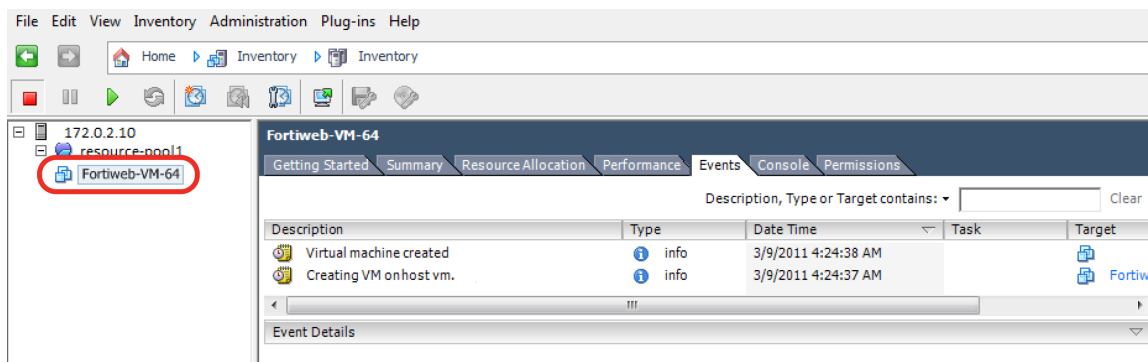 File Edit View Inventory Administration Plug-ins Help
Home Inventory Inventory
172.0.2.10
resource-pool1
Fortiweb-VM-64
Fortiweb-VM-64
Getting Started Summary Resource Allocation Performance Events Console Permissions
Description, Type or Target contains: Clear
Description Type Date Time Task Target
Virtual machine created info 3/9/2011 4:24:38 AM
Creating VM on host vm. info 3/9/2011 4:24:37 AM Fortiw
Event Details